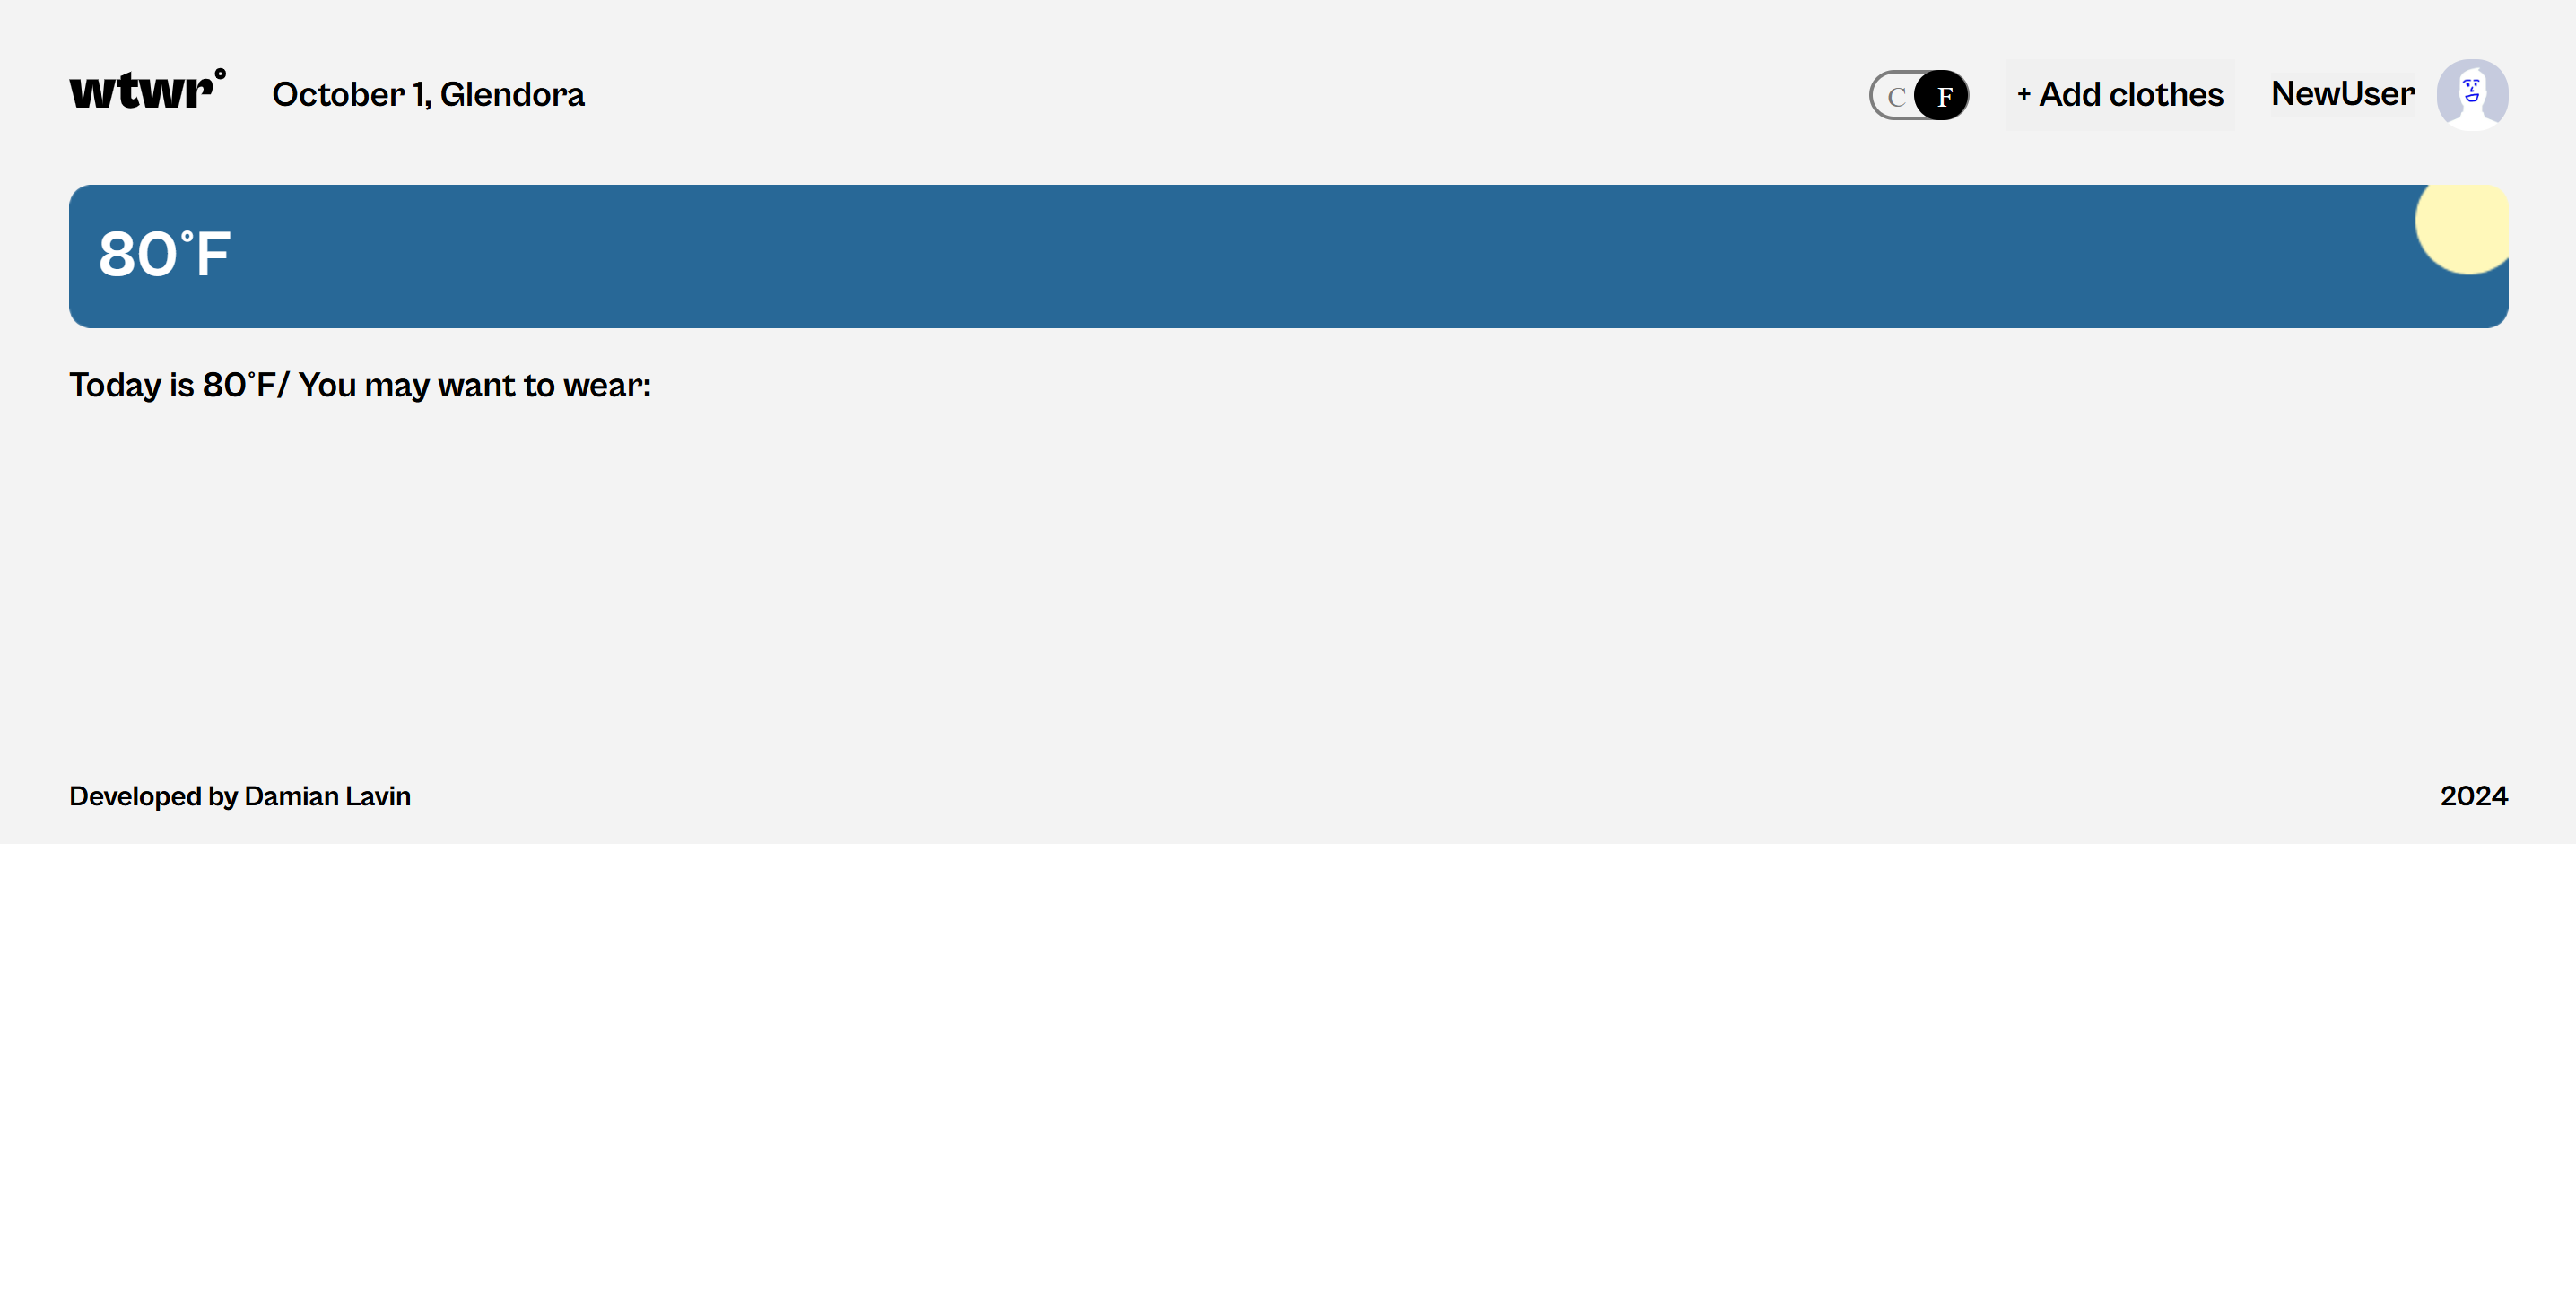 wtwr°
October 1, Glendora
C F
+ Add clothes
NewUser
80°F
Today is 80°F/ You may want to wear:
Developed by Damian Lavin
2024